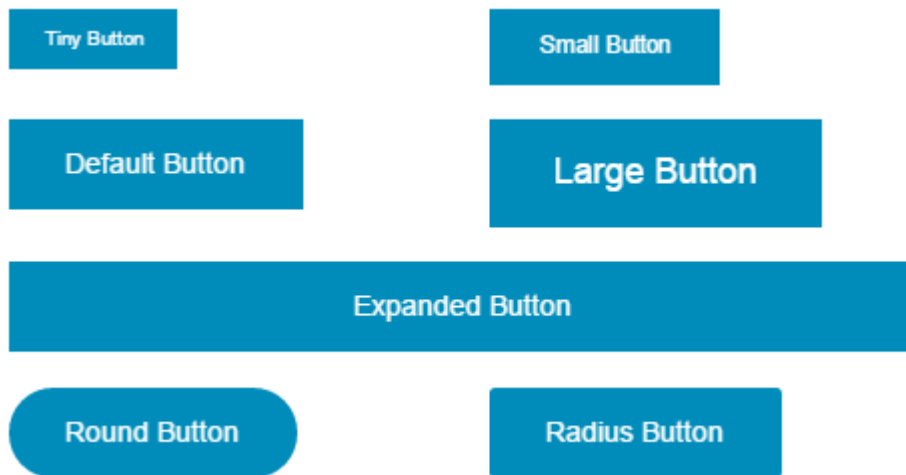 Tiny Button
Small Button
Default Button
Large Button
Expanded Button
Round Button
Radius Button